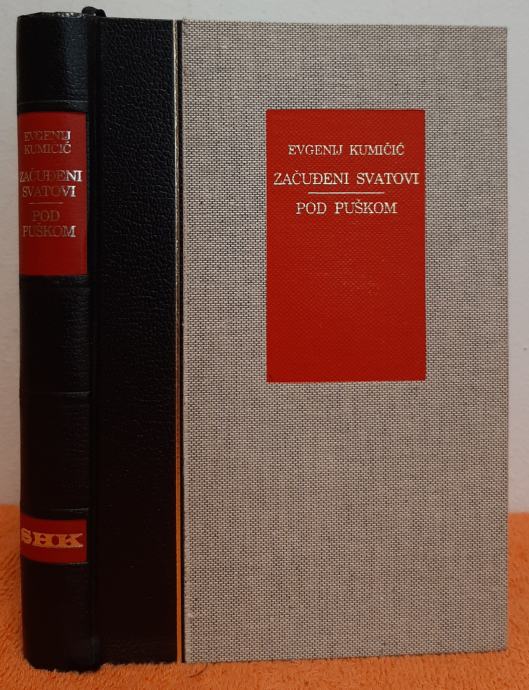 EVGENIJ
KUMIČIĆ
ZAČUĐENI
SVATOVI
POD
PUŠKOM
SHK
EVGENIJ KUMIČIĆ
ZAČUĐENI SVATOVI
POD PUŠKOM